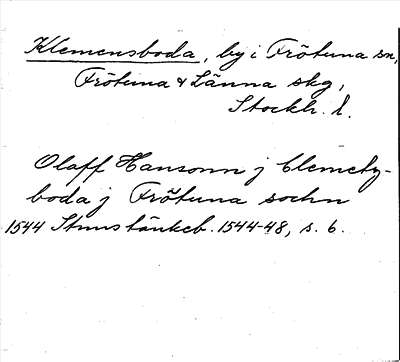 Klemensboda, by i Frötuna sn,
Frötuna & Länna skg,
Stockh. l.
Olaff Hansonn j Clemetz-
boda j Frötuna sochn
1544 Stms tänkeb. 1544-48, s. 6.